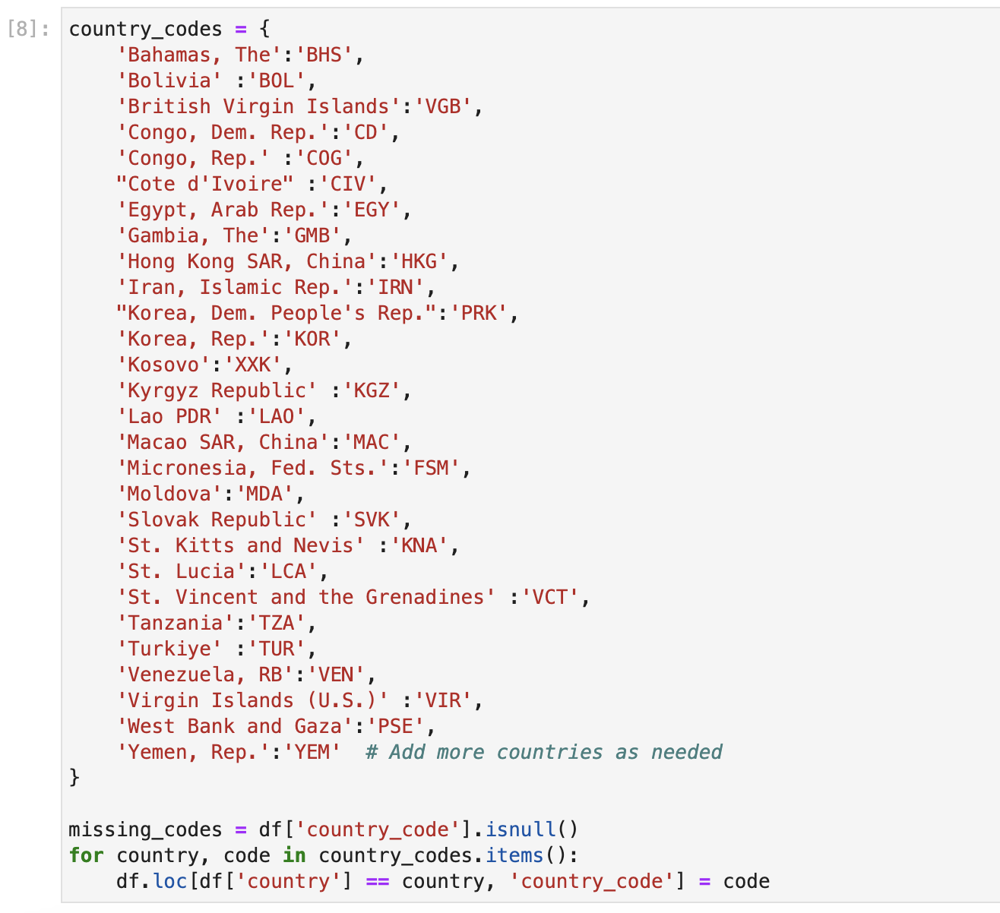 [8]: country_codes = {
    'Bahamas, The':'BHS',
    'Bolivia' :'BOL',
    'British Virgin Islands':'VGB',
    'Congo, Dem. Rep.':'CD',
    'Congo, Rep.' :'COG',
    "Cote d'Ivoire" :'CIV',
    'Egypt, Arab Rep.':'EGY',
    'Gambia, The':'GMB',
    'Hong Kong SAR, China':'HKG',
    'Iran, Islamic Rep.':'IRN',
    "Korea, Dem. People's Rep.":'PRK',
    'Korea, Rep.':'KOR',
    'Kosovo':'XXK',
    'Kyrgyz Republic' :'KGZ',
    'Lao PDR' :'LAO',
    'Macao SAR, China':'MAC',
    'Micronesia, Fed. Sts.':'FSM',
    'Moldova':'MDA',
    'Slovak Republic' :'SVK',
    'St. Kitts and Nevis' :'KNA',
    'St. Lucia':'LCA',
    'St. Vincent and the Grenadines' :'VCT',
    'Tanzania':'TZA',
    'Turkiye' :'TUR',
    'Venezuela, RB':'VEN',
    'Virgin Islands (U.S.)' :'VIR',
    'West Bank and Gaza':'PSE',
    'Yemen, Rep.':'YEM'  # Add more countries as needed
}

missing_codes = df['country_code'].isnull()
for country, code in country_codes.items():
    df.loc[df['country'] == country, 'country_code'] = code